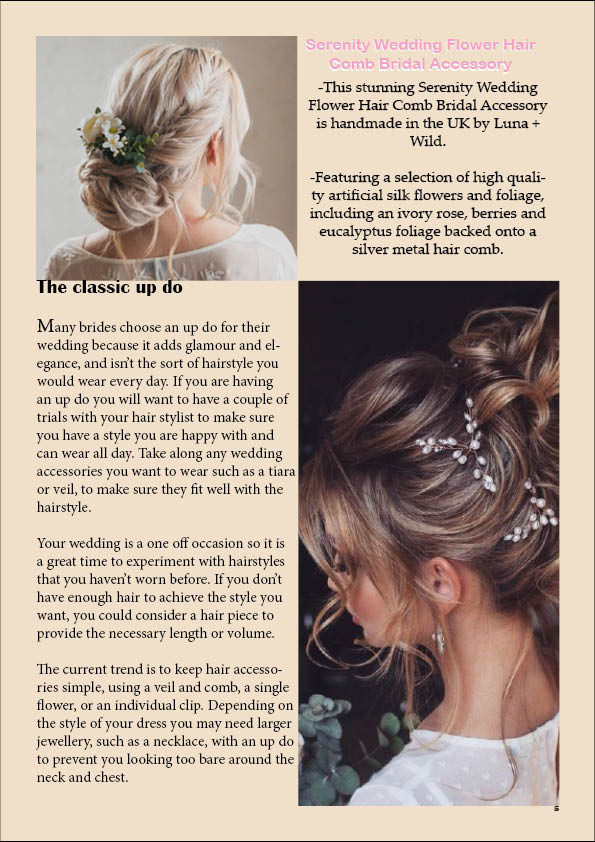 Serenity Wedding Flower Hair
Comb Bridal Accessory
-This stunning Serenity Wedding
Flower Hair Comb Bridal Accessory
is handmade in the UK by Luna +
Wild.
-Featuring a selection of high quali-
ty artificial silk flowers and foliage,
including an ivory rose, berries and
eucalyptus foliage backed onto a
silver metal hair comb.
The classic up do
Many brides choose an up do for their
wedding because it adds glamour and el-
egance, and isn't the sort of hairstyle you
would wear every day. If you are having
an up do you will want to have a couple of
trials with your hair stylist to make sure
you have a style you are happy with and
can wear all day. Take along any wedding
accessories you want to wear such as a tiara
or veil, to make sure they fit well with the
hairstyle.
Your wedding is a one off occasion so it is
a great time to experiment with hairstyles
that you haven't worn before. If you don't
have enough hair to achieve the style you
want, you could consider a hair piece to
provide the necessary length or volume.
The current trend is to keep hair accesso-
ries simple, using a veil and comb, a single
flower, or an individual clip. Depending on
the style of your dress you may need larger
jewellery, such as a necklace, with an up do
to prevent you looking too bare around the
neck and chest.
5